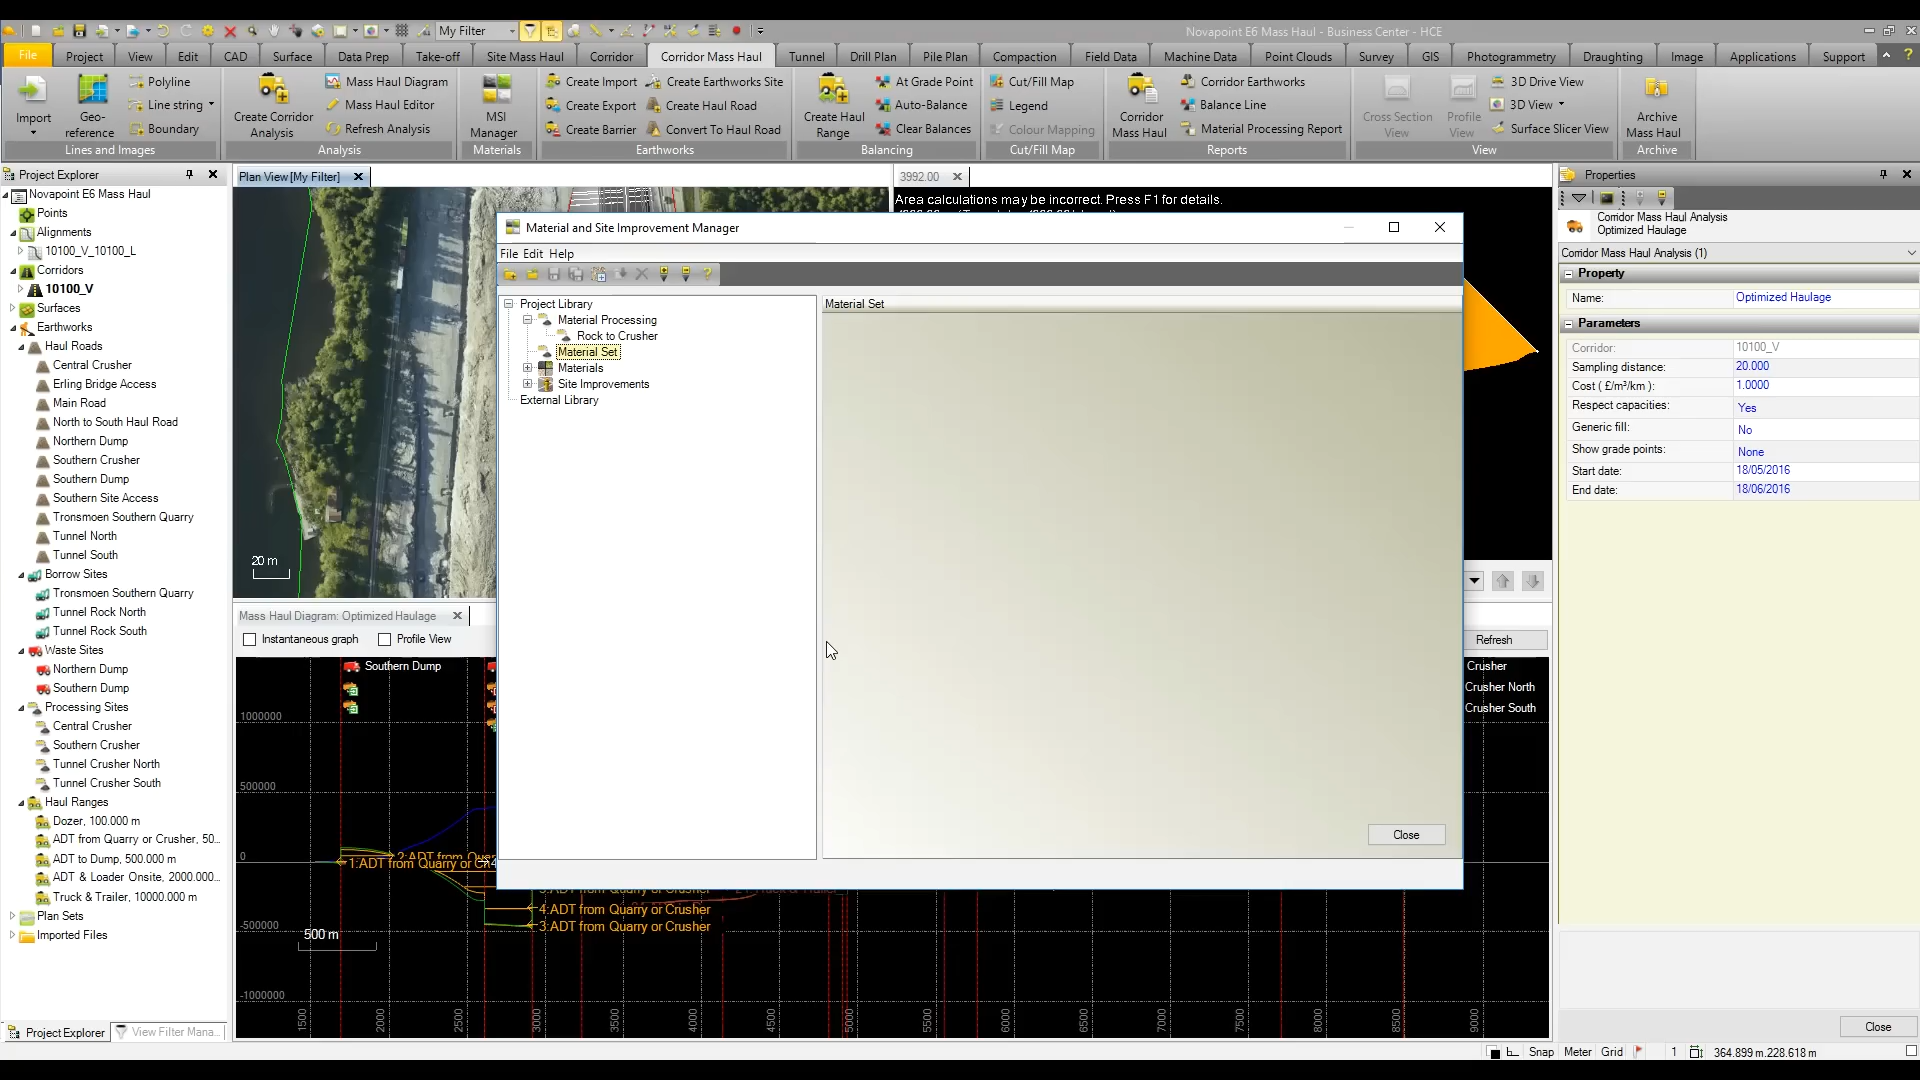 My Filter
Novapoint E6 Mass Haul - Business Center - HCE
File Project View Edit CAD Surface Data Prep Take-off Site Mass Haul Corridor Corridor Mass Haul Tunnel Drill Plan Pile Plan Compaction Field Data Machine Data Point Clouds Survey GIS Photogrammetry Draughting Image Applications Support
Import
Geo-reference
Polyline
Line string
Boundary
Lines and Images
Create Corridor Analysis
Mass Haul Diagram
Mass Haul Editor
Refresh Analysis
Analysis
MSI Manager
Materials
Create Import
Create Export
Create Barrier
Create Earthworks Site
Create Haul Road
Convert To Haul Road
Earthworks
Create Haul Range
At Grade Point
Auto-Balance
Clear Balances
Balancing
Cut/Fill Map
Legend
Colour Mapping
Cut/Fill Map
Corridor Mass Haul
Corridor Earthworks
Balance Line
Material Processing Report
Reports
Cross Section View
Profile View
3D Drive View
3D View
Surface Slicer View
View
Archive Mass Haul
Archive
Project Explorer
Novapoint E6 Mass Haul
Points
Alignments
10100_V_10100_L
Corridors
10100_V
Surfaces
Earthworks
Haul Roads
Central Crusher
Erling Bridge Access
Main Road
North to South Haul Road
Northern Dump
Southern Crusher
Southern Dump
Southern Site Access
Tronsmoen Southern Quarry
Tunnel North
Tunnel South
Borrow Sites
Tronsmoen Southern Quarry
Tunnel Rock North
Tunnel Rock South
Waste Sites
Northern Dump
Southern Dump
Processing Sites
Central Crusher
Southern Crusher
Tunnel Crusher North
Tunnel Crusher South
Haul Ranges
Dozer, 100.000 m
ADT from Quarry or Crusher, 50...
ADT to Dump, 500.000 m
ADT & Loader Onsite, 2000.000...
Truck & Trailer, 10000.000 m
Plan Sets
Imported Files
Project Explorer
View Filter Mana...
Plan View [My Filter]
20 m
3992.00
Area calculations may be incorrect. Press F1 for details.
Material and Site Improvement Manager
File Edit Help
Project Library
Material Processing
Rock to Crusher
Material Set
Materials
Site Improvements
External Library
Material Set
Close
Mass Haul Diagram: Optimized Haulage
Instantaneous graph
Profile View
Refresh
Southern Dump
Crusher
Crusher North
Crusher South
1000000
500000
0
-500000
-1000000
1:ADT from Quarry or
4:ADT from Quarry or Crusher
3:ADT from Quarry or Crusher
500 m
1500 2000 2500 3000 3500 4000 4500 5000 5500 6000 6500 7000 7500 8000 8500 9000
Properties
Corridor Mass Haul Analysis
Optimized Haulage
Corridor Mass Haul Analysis (1)
Property
Name: Optimized Haulage
Parameters
Corridor: 10100_V
Sampling distance: 20.000
Cost ( £/m³/km ): 1.0000
Respect capacities: Yes
Generic fill: No
Show grade points: None
Start date: 18/05/2016
End date: 18/06/2016
Close
Snap Meter Grid 1 364.899 m,228.618 m